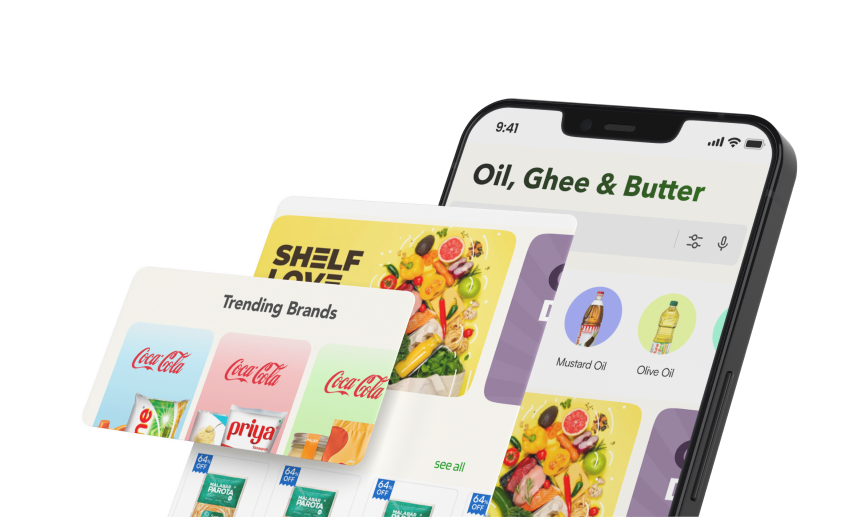 9:41
Oil, Ghee & Butter
SHELF
LOVE
Trending Brands
Mustard Oil
Olive Oil
Coca-Cola
Coca-Cola
Coca-Cola
priya
see all
64%
OFF
64%
OFF
64%
OFF
64%
OFF
MALABAR
PAROTA
MALABAR
PAROTA
MALABAR
PAROTA